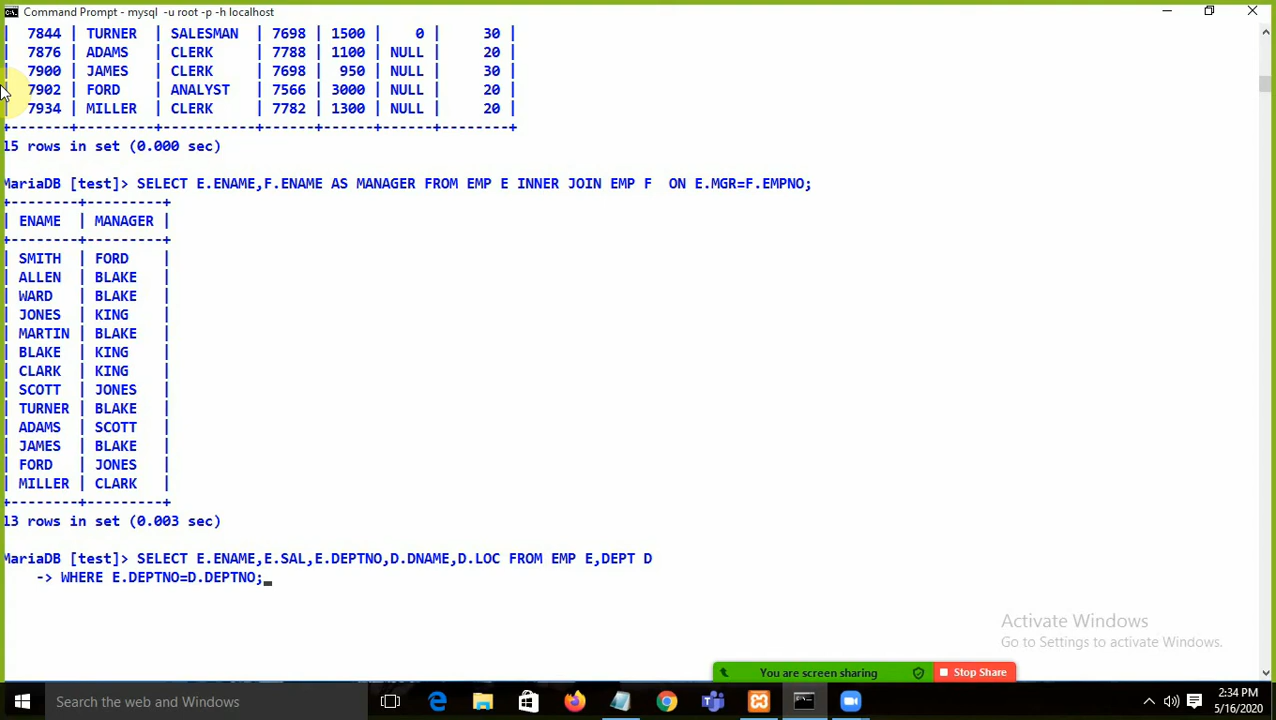 Command Prompt - mysql -u root -p -h localhost
| 7844 | TURNER | SALESMAN | 7698 | 1500 | 0 | 30 |
| 7876 | ADAMS | CLERK | 7788 | 1100 | NULL | 20 |
| 7900 | JAMES | CLERK | 7698 | 950 | NULL | 30 |
| 7902 | FORD | ANALYST | 7566 | 3000 | NULL | 20 |
| 7934 | MILLER | CLERK | 7782 | 1300 | NULL | 20 |
+-------+---------+-----------+------+------+------+--------+
15 rows in set (0.000 sec)
MariaDB [test]> SELECT E.ENAME,F.ENAME AS MANAGER FROM EMP E INNER JOIN EMP F  ON E.MGR=F.EMPNO;
+--------+---------+
| ENAME | MANAGER |
+--------+---------+
| SMITH | FORD |
| ALLEN | BLAKE |
| WARD | BLAKE |
| JONES | KING |
| MARTIN | BLAKE |
| BLAKE | KING |
| CLARK | KING |
| SCOTT | JONES |
| TURNER | BLAKE |
| ADAMS | SCOTT |
| JAMES | BLAKE |
| FORD | JONES |
| MILLER | CLARK |
+--------+---------+
13 rows in set (0.003 sec)
MariaDB [test]> SELECT E.ENAME,E.SAL,E.DEPTNO,D.DNAME,D.LOC FROM EMP E,DEPT D
-> WHERE E.DEPTNO=D.DEPTNO;
Activate Windows
Go to Settings to activate Windows.
You are screen sharing
Stop Share
Search the web and Windows
2:34 PM
5/16/2020